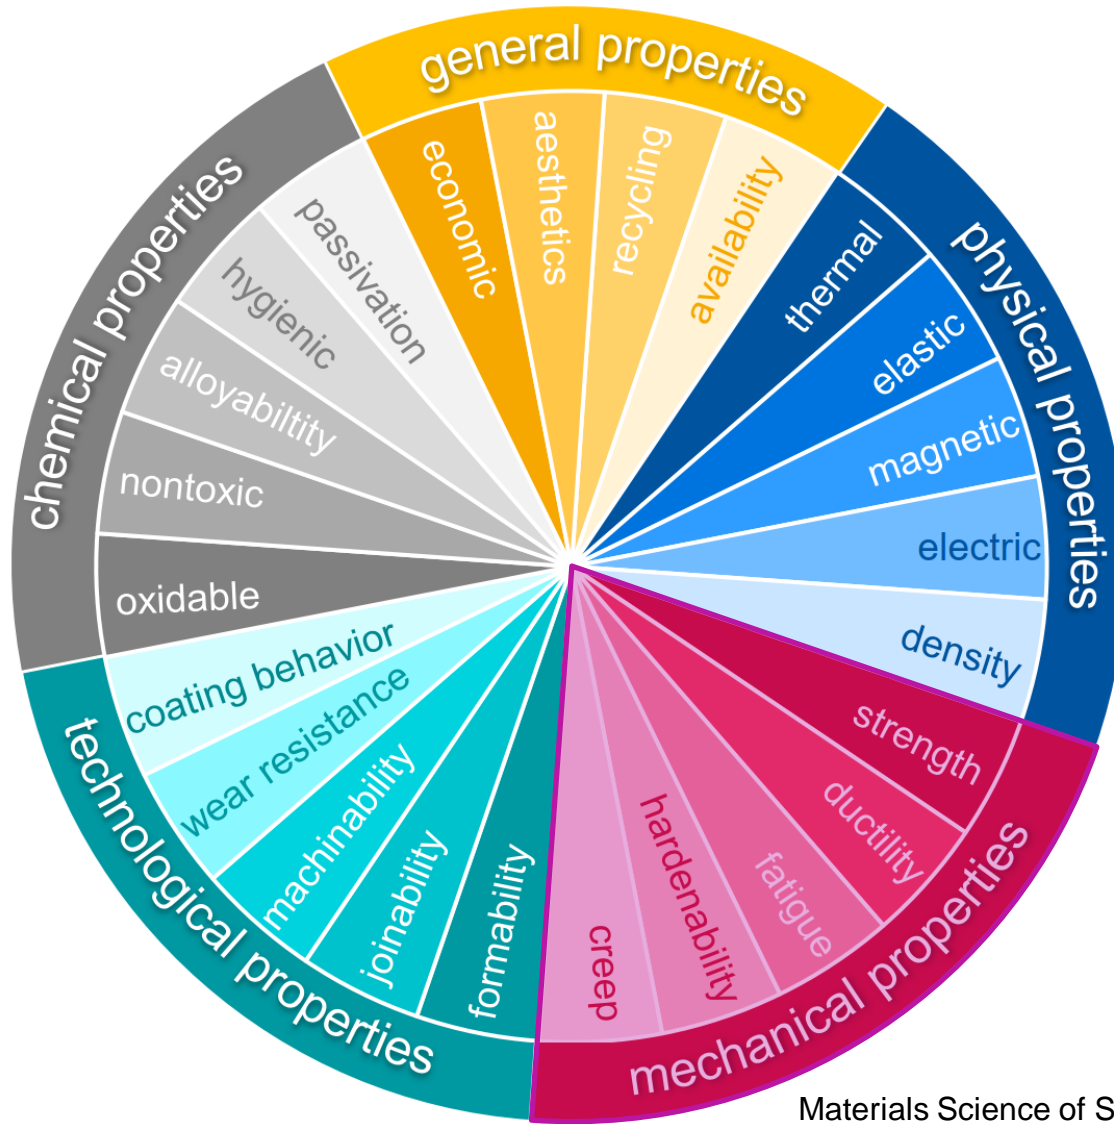 general properties
economic
aesthetics
recycling
availability
physical properties
thermal
elastic
magnetic
electric
density
mechanical properties
strength
ductility
fatigue
hardenability
creep
technological properties
formability
joinability
machinability
wear resistance
coating behavior
chemical properties
oxidable
nontoxic
alloyabiltity
hygienic
passivation
Materials Science of S